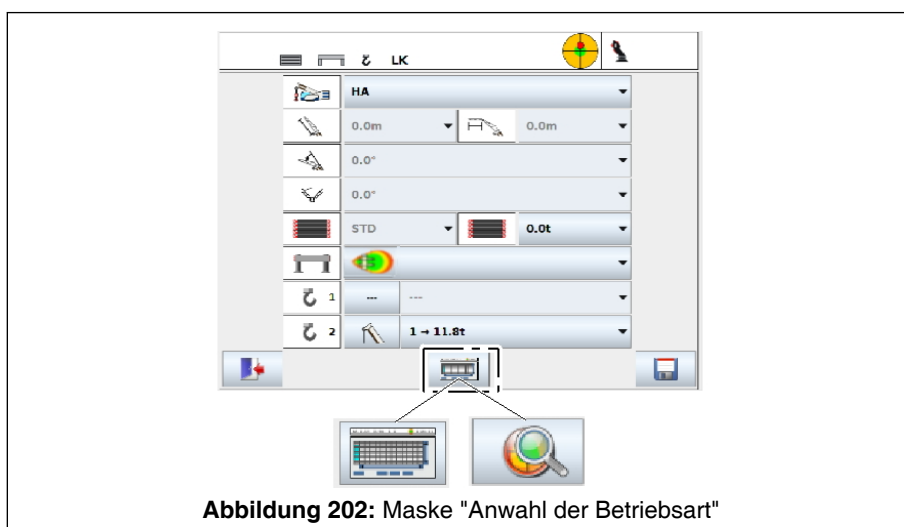 LK
HA
0.0m 0.0m
0.0°
0.0°
STD 0.0t
1 --- ---
2 1 → 11.8t
Abbildung 202: Maske "Anwahl der Betriebsart"